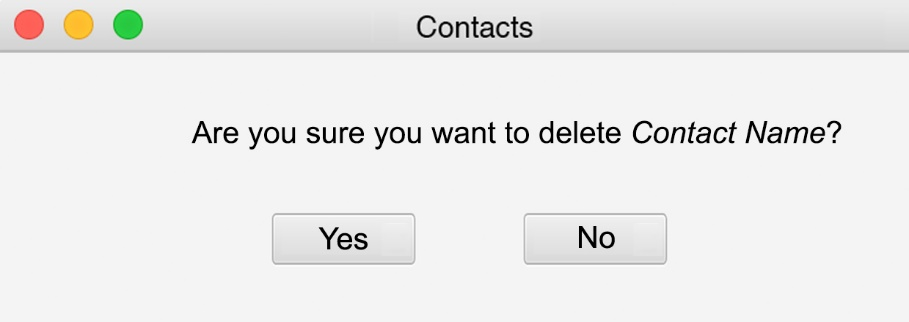 Contacts
Are you sure you want to delete Contact Name?
Yes
No